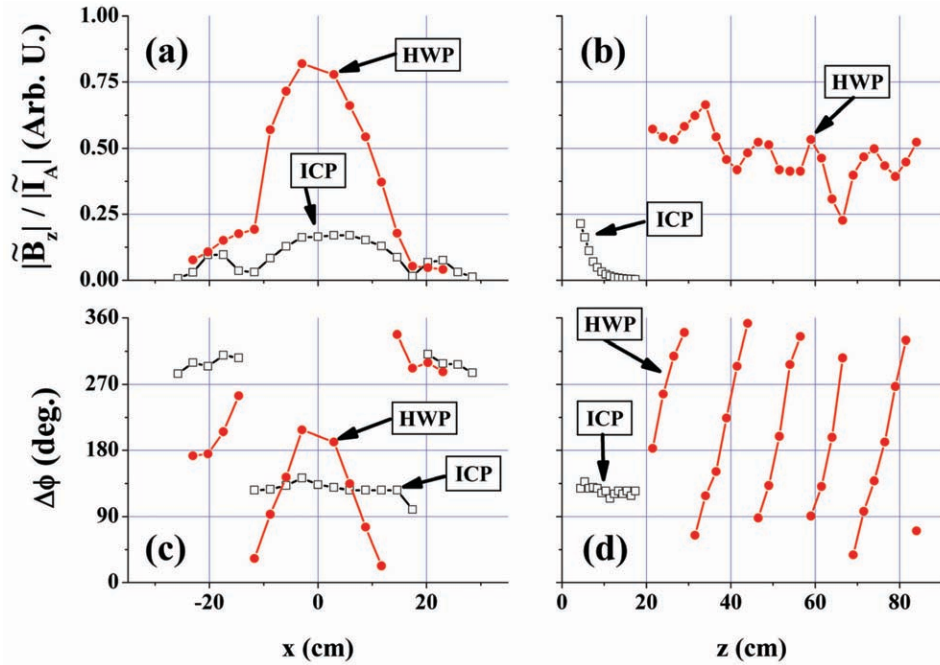 1.00
0.75
0.50
0.25
0.00
|B̃z| / |ĨA| (Arb. U.)
(a)
HWP
ICP
(b)
HWP
ICP
360
270
180
90
0
Δϕ (deg.)
HWP
ICP
(c)
-20
0
20
x (cm)
HWP
ICP
(d)
0
20
40
60
80
z (cm)